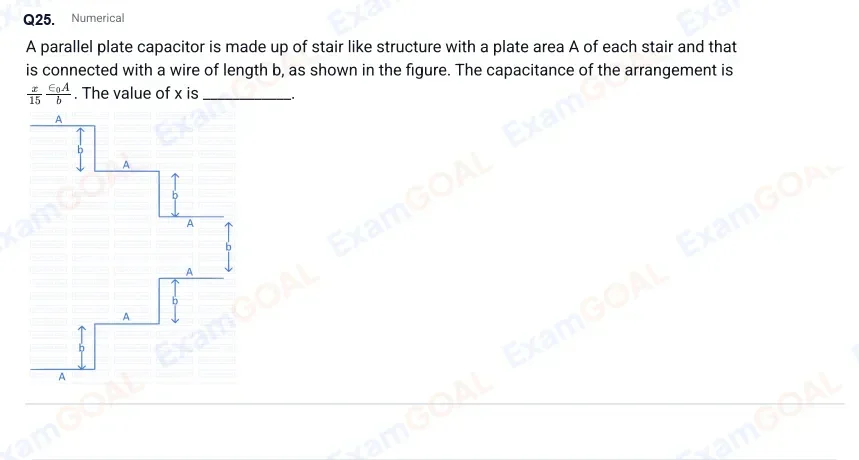 Q25. Numerical
A parallel plate capacitor is made up of stair like structure with a plate area A of each stair and that
is connected with a wire of length b, as shown in the figure. The capacitance of the arrangement is
x/15 ∈₀A/b. The value of x is ___________.
A
b
A
b
A
b
A
b
A
b
A
ExamGOAL
ExamGOAL
ExamGOAL
ExamGOAL
ExamGOAL
ExamGOAL